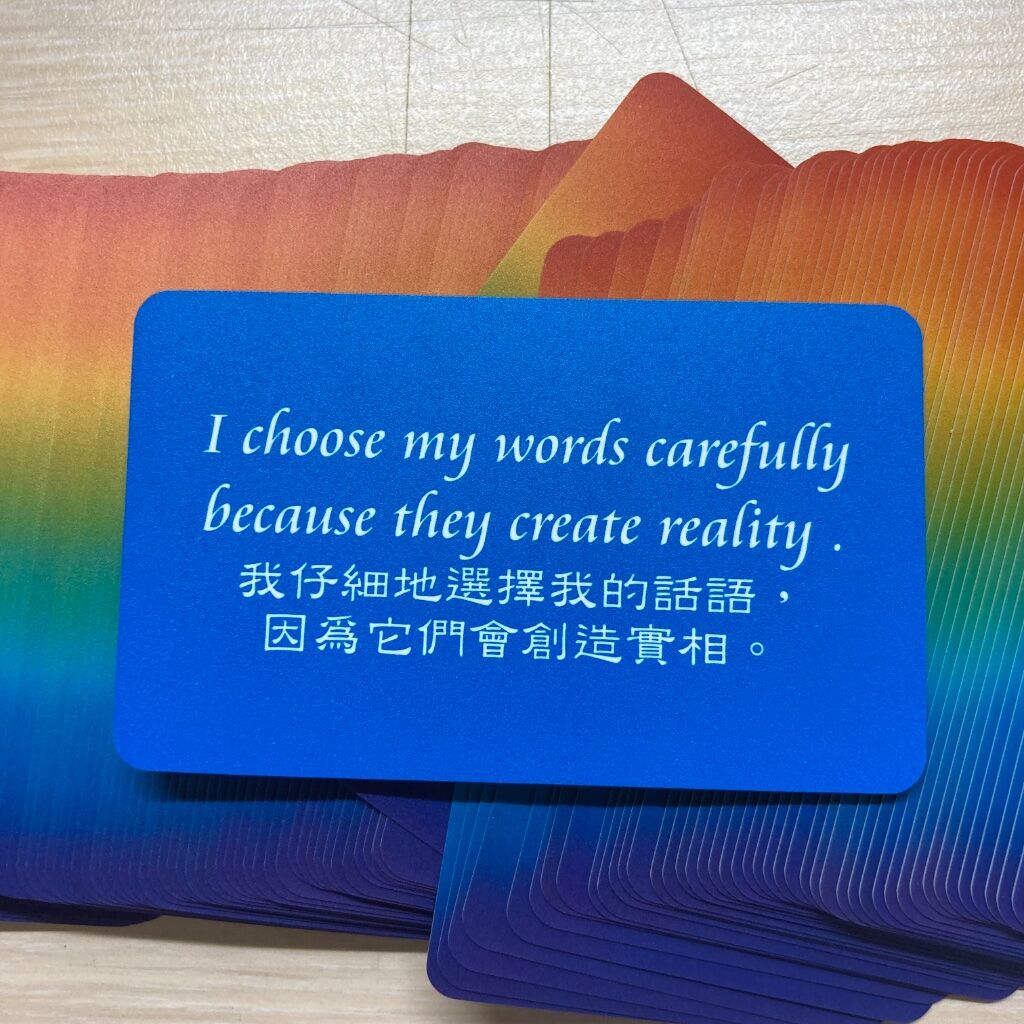 I choose my words carefully
because they create reality .
我仔細地選擇我的話語，
因爲它們會創造實相。